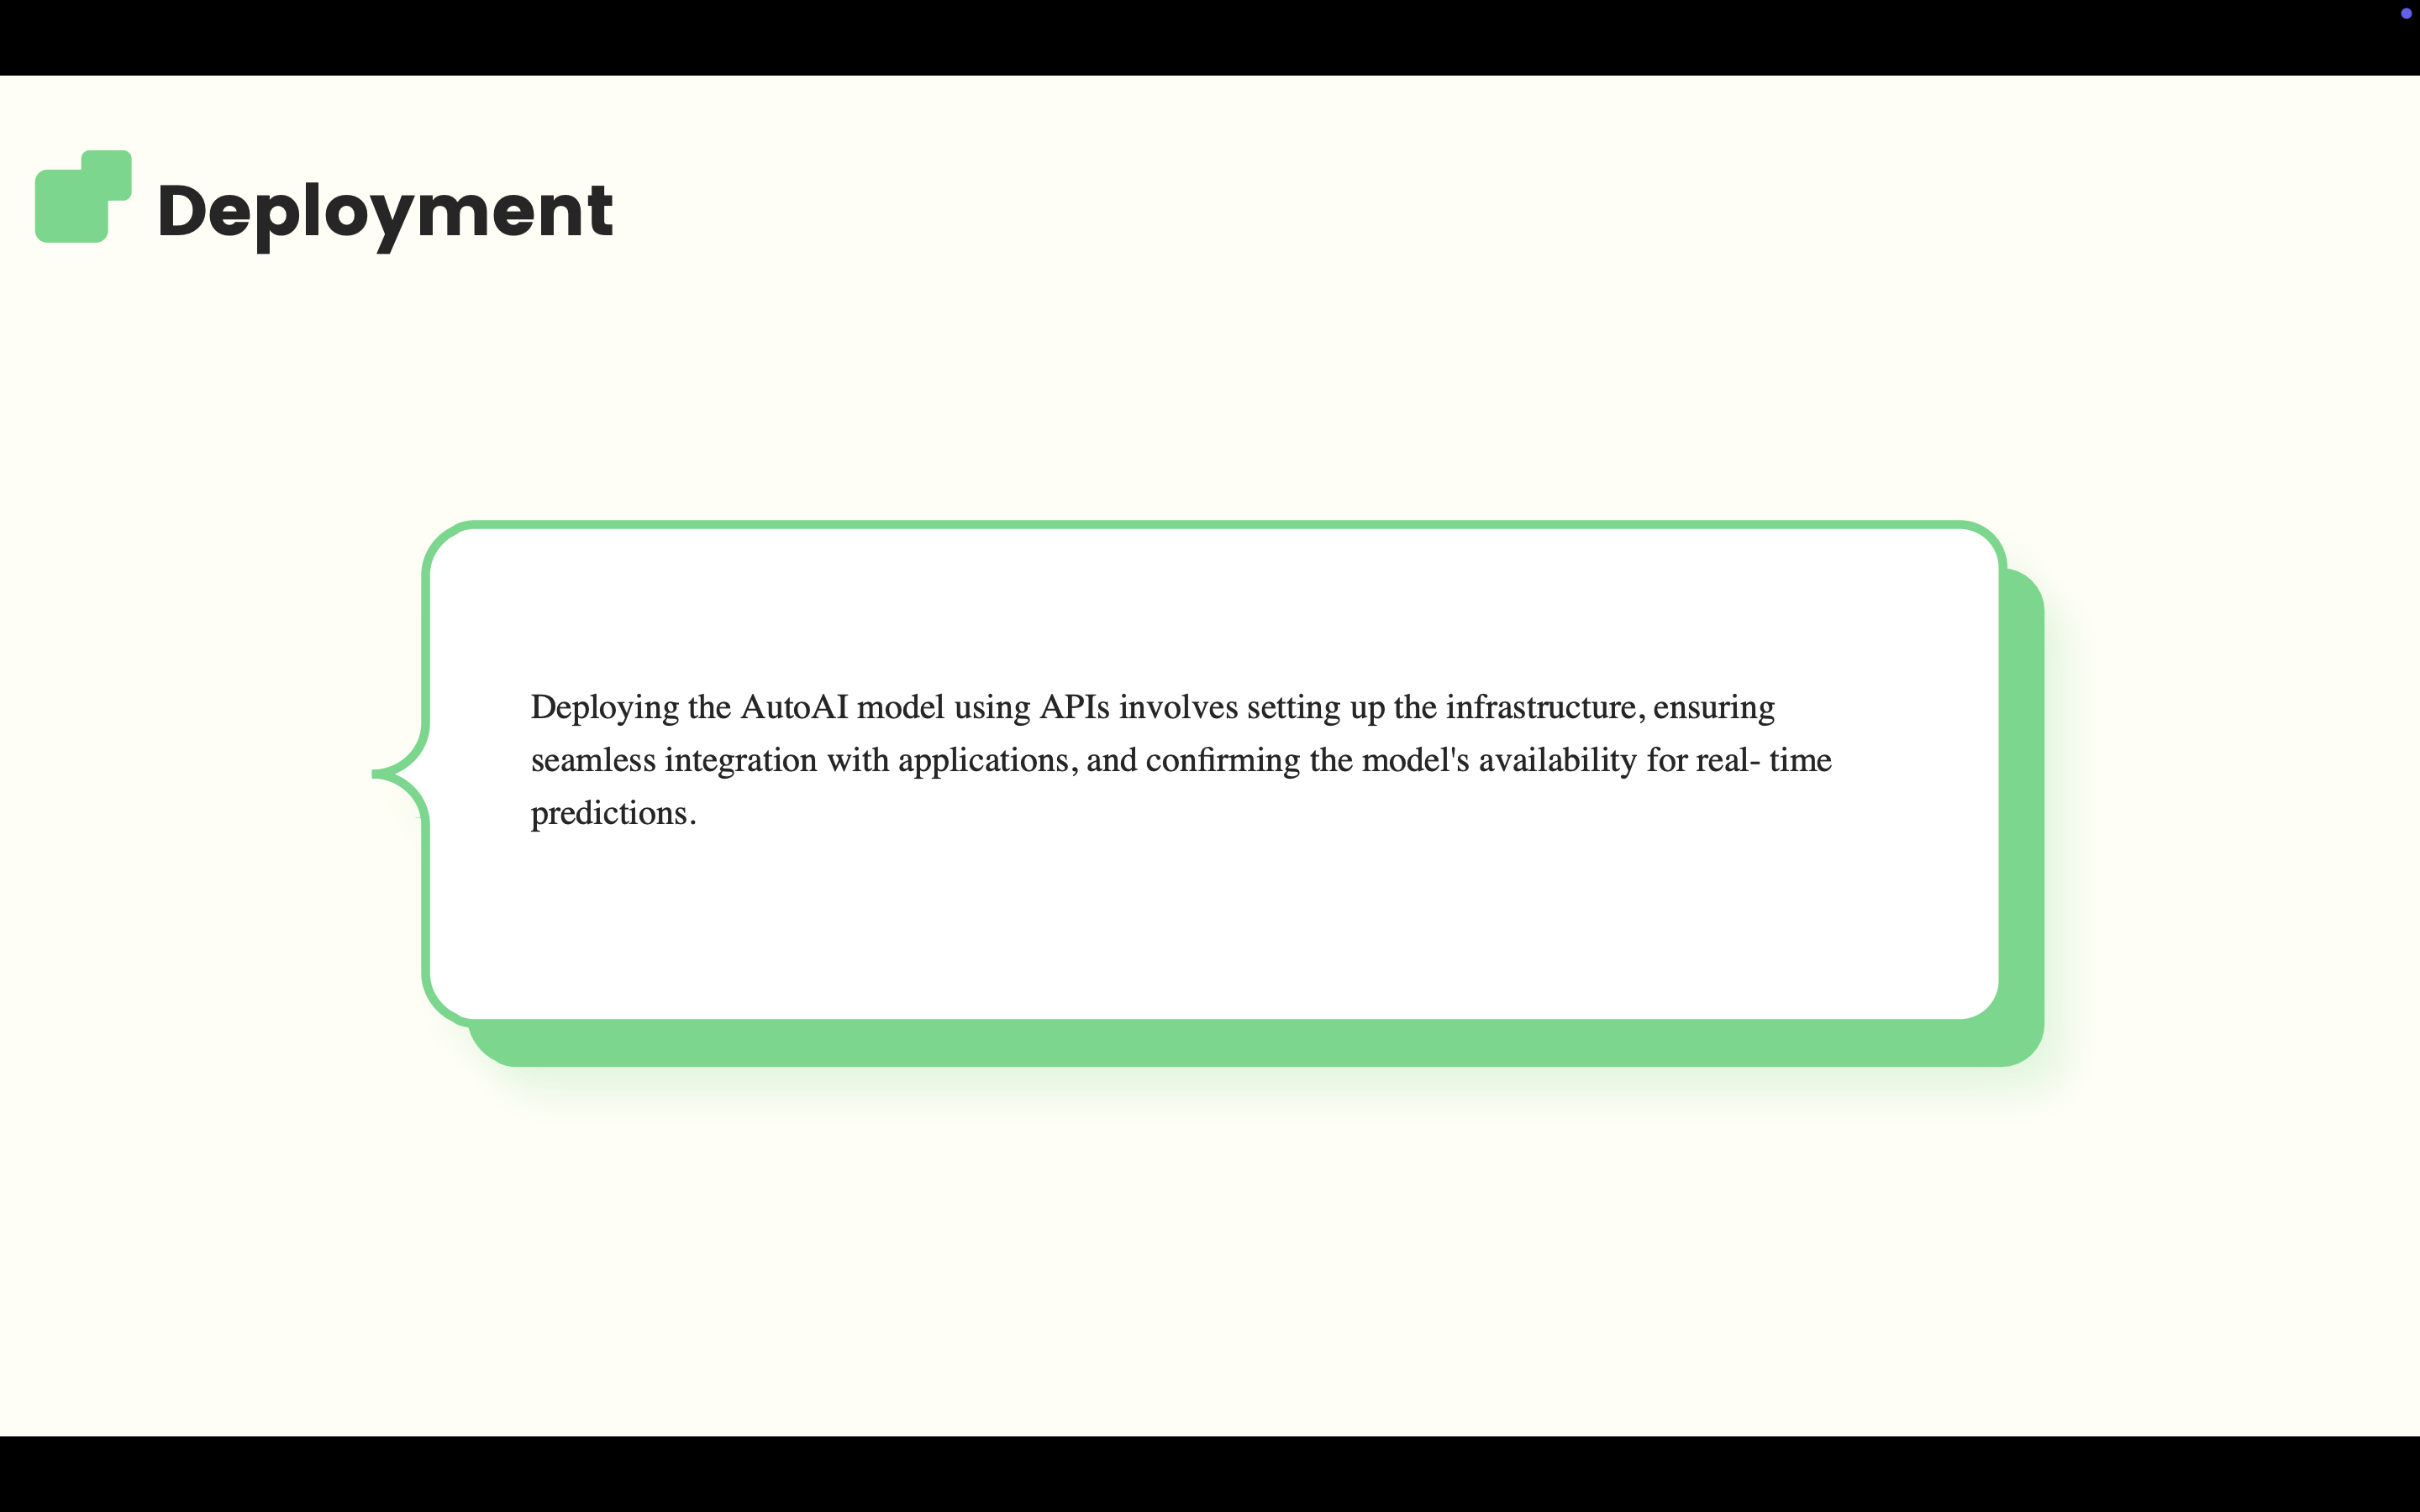 Deployment
Deploying the AutoAI model using APIs involves setting up the infrastructure, ensuring
seamless integration with applications, and confirming the model's availability for real- time
predictions.